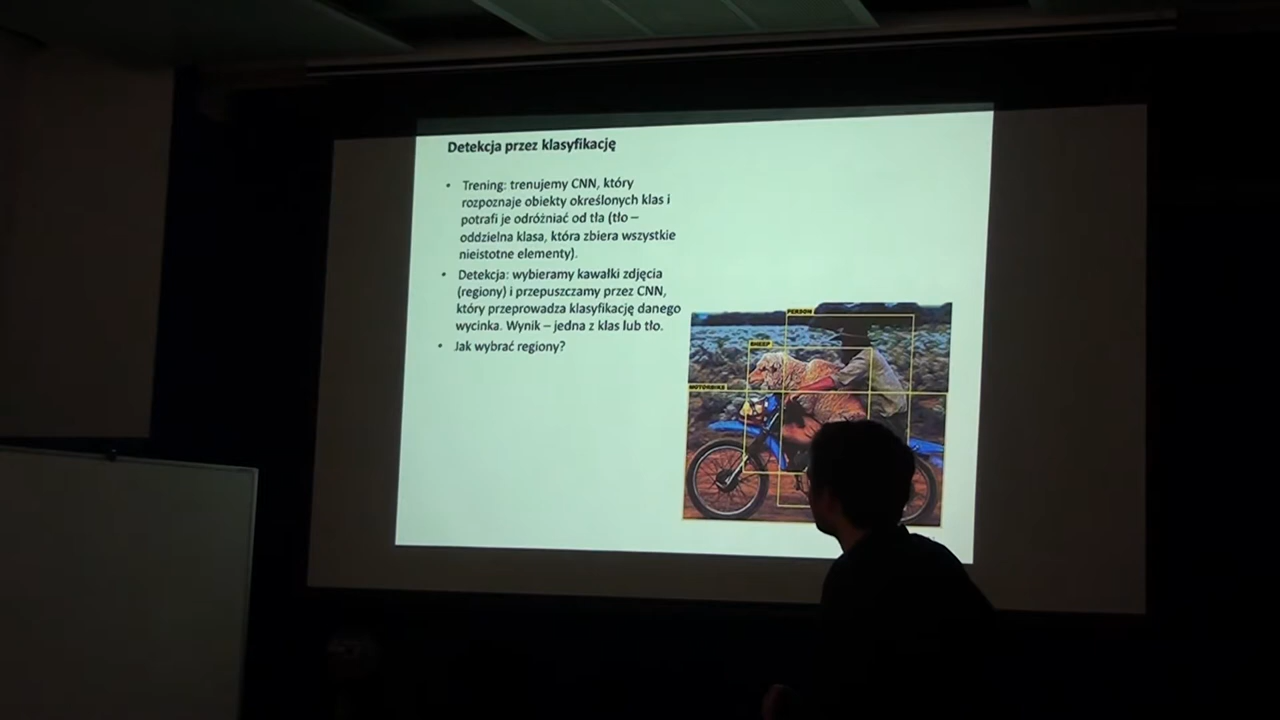 Detekcja przez klasyfikację
• Trening: trenujemy CNN, który
rozpoznaje obiekty określonych klas i
potrafi je odróżniać od tła (tło –
oddzielna klasa, która zbiera wszystkie
nieistotne elementy).
• Detekcja: wybieramy kawałki zdjęcia
(regiony) i przepuszczamy przez CNN,
który przeprowadza klasyfikację danego
wycinka. Wynik – jedna z klas lub tło.
• Jak wybrać regiony?
PERSON
SHEEP
MOTORBIKE